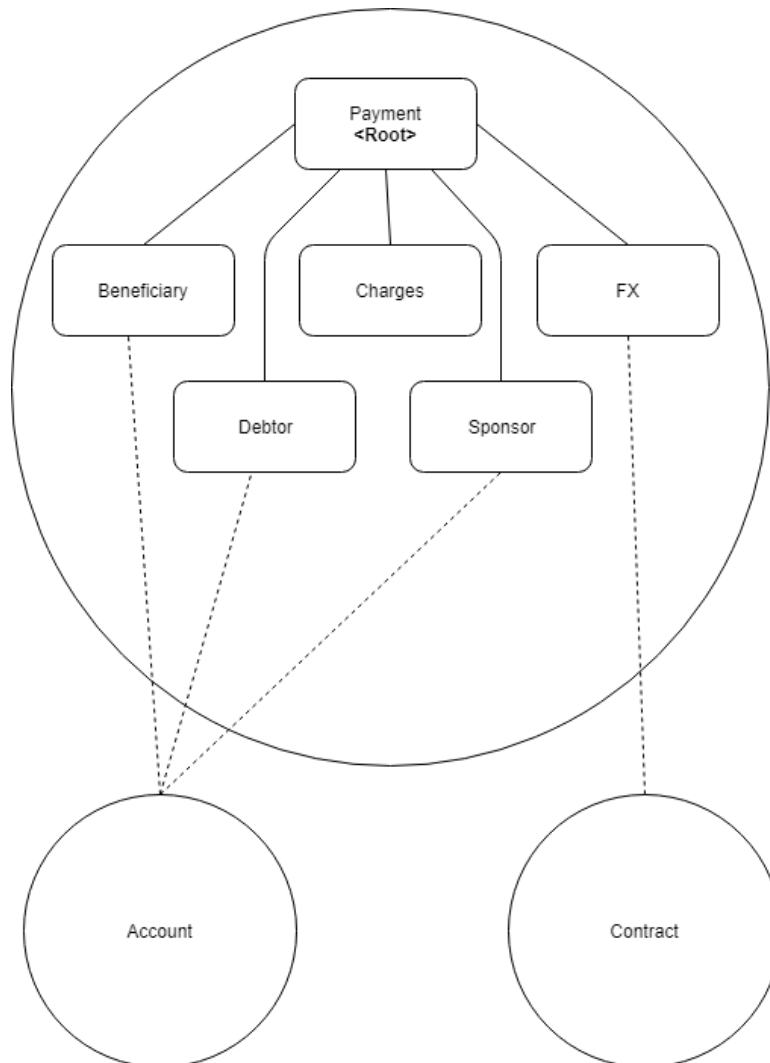 Payment
<Root>
Beneficiary
Charges
FX
Debtor
Sponsor
Account
Contract